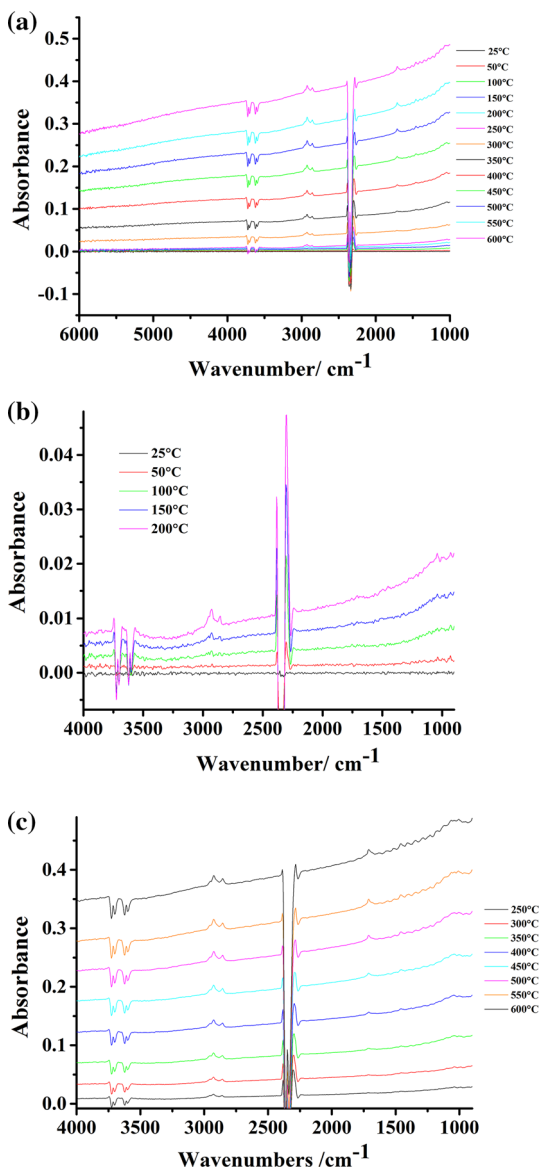 (a)
0.5
0.4
0.3
0.2
0.1
0.0
-0.1
Absorbance
25°C
50°C
100°C
150°C
200°C
250°C
300°C
350°C
400°C
450°C
500°C
550°C
600°C
6000 5000 4000 3000 2000 1000
Wavenumber/ cm-1
(b)
0.04
0.03
0.02
0.01
0.00
Absorbance
25°C
50°C
100°C
150°C
200°C
4000 3500 3000 2500 2000 1500 1000
Wavenumber/ cm-1
(c)
0.4
0.3
0.2
0.1
0.0
Absorbance
250°C
300°C
350°C
400°C
450°C
500°C
550°C
600°C
4000 3500 3000 2500 2000 1500 1000
Wavenumbers /cm-1